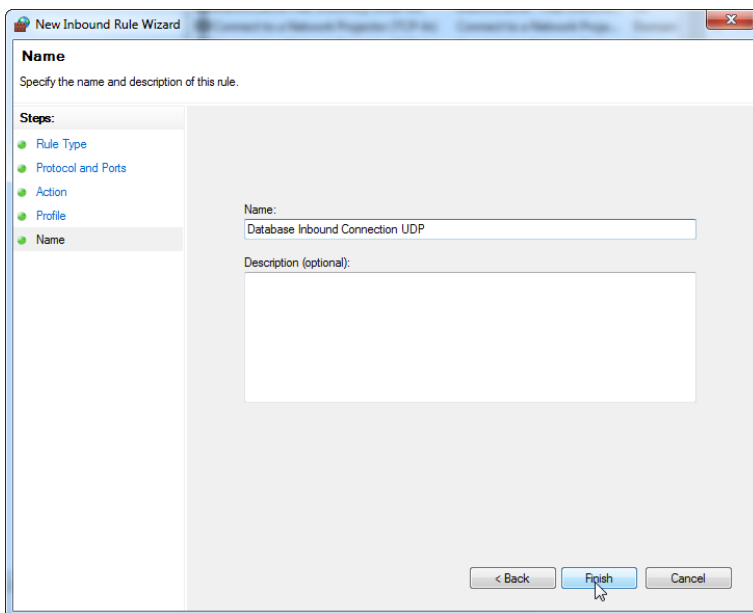 New Inbound Rule Wizard
Name
Specify the name and description of this rule.
Steps:
Rule Type
Protocol and Ports
Action
Profile
Name
Name:
Database Inbound Connection UDP
Description (optional):
< Back
Finish
Cancel